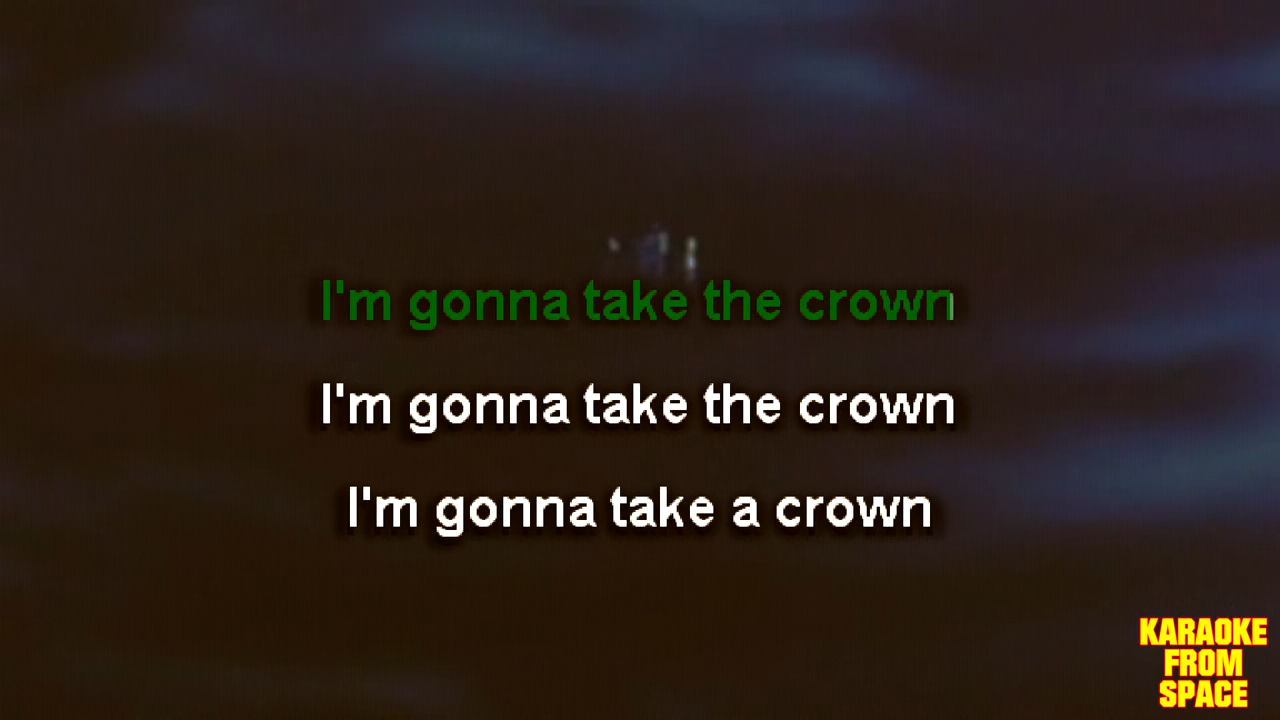 I'm gonna take the crown
I'm gonna take the crown
I'm gonna take a crown
KARAOKE
FROM
SPACE